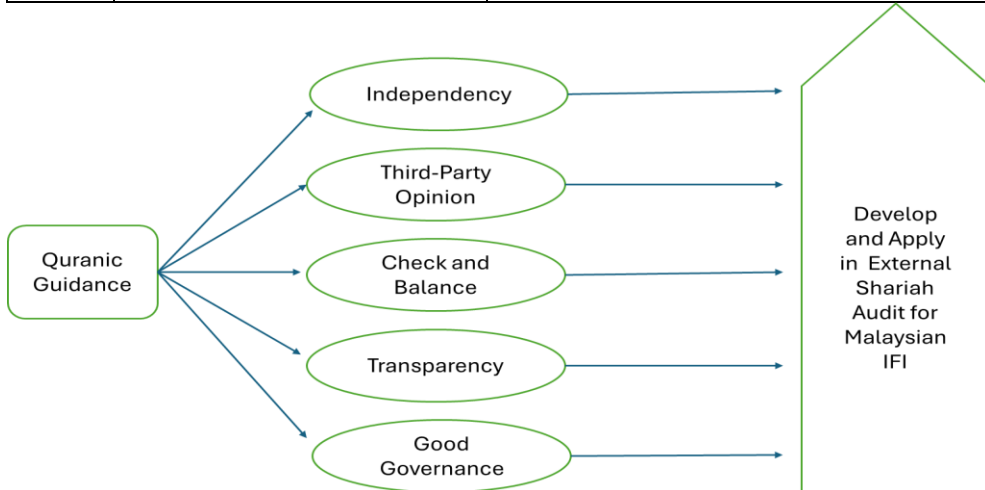 Quranic
Guidance
Independency
Third-Party
Opinion
Check and
Balance
Transparency
Good
Governance
Develop
and Apply
in External
Shariah
Audit for
Malaysian
IFI